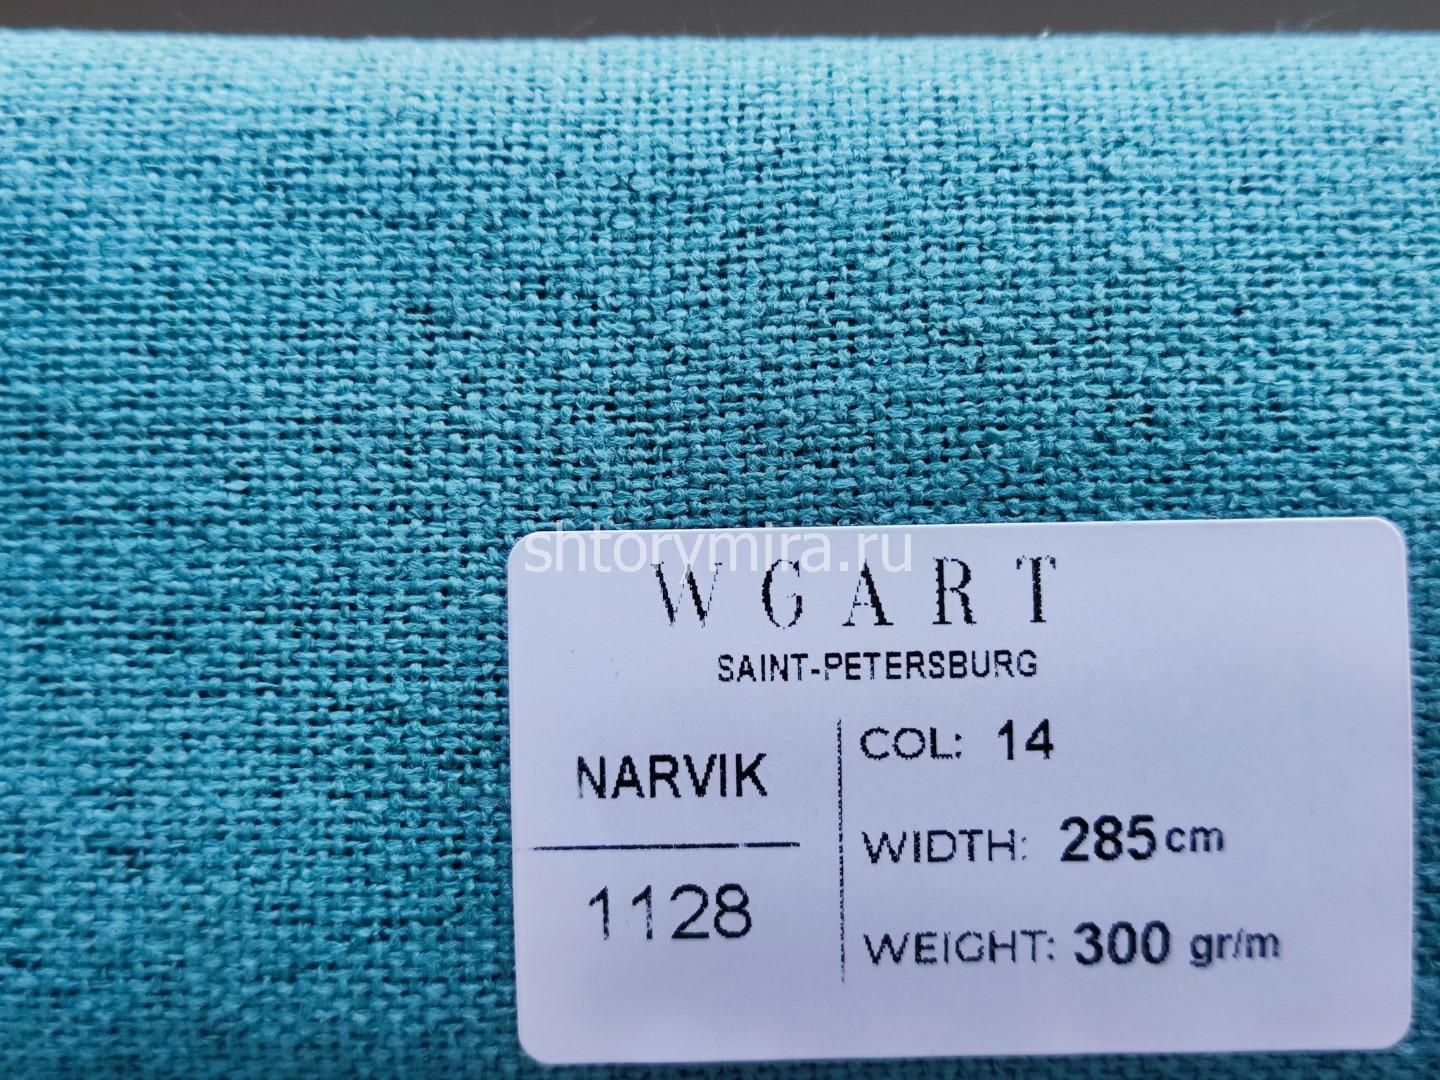 shtorymira.ru
WGART
SAINT-PETERSBURG
NARVIK
1128
COL: 14
WIDTH: 285 cm
WEIGHT: 300 gr/m